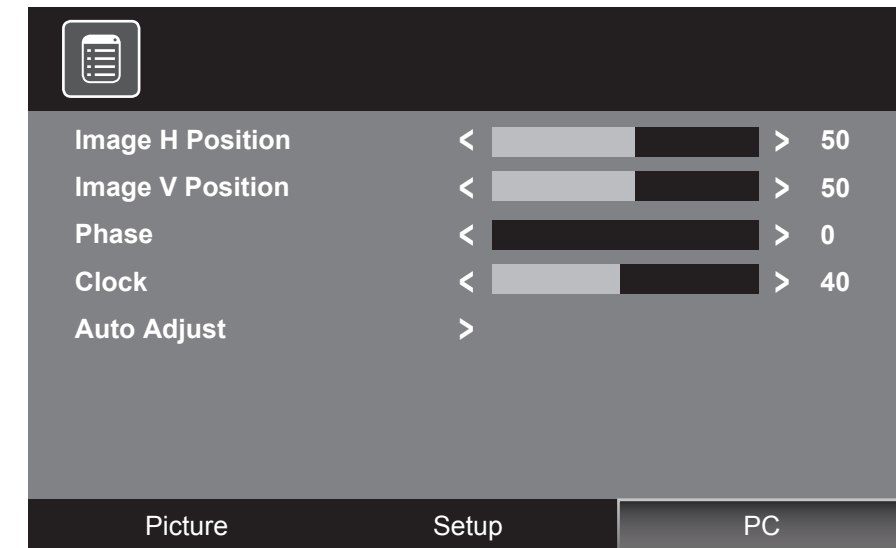 Image H Position < > 50
Image V Position < > 50
Phase < > 0
Clock < > 40
Auto Adjust >
Picture Setup PC